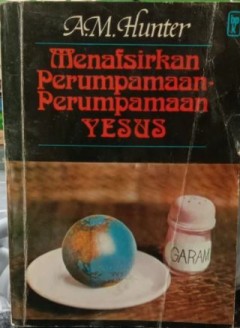 A.M. Hunter
Menafsirkan
Perumpamaan-
Perumpamaan
YESUS
GARAM